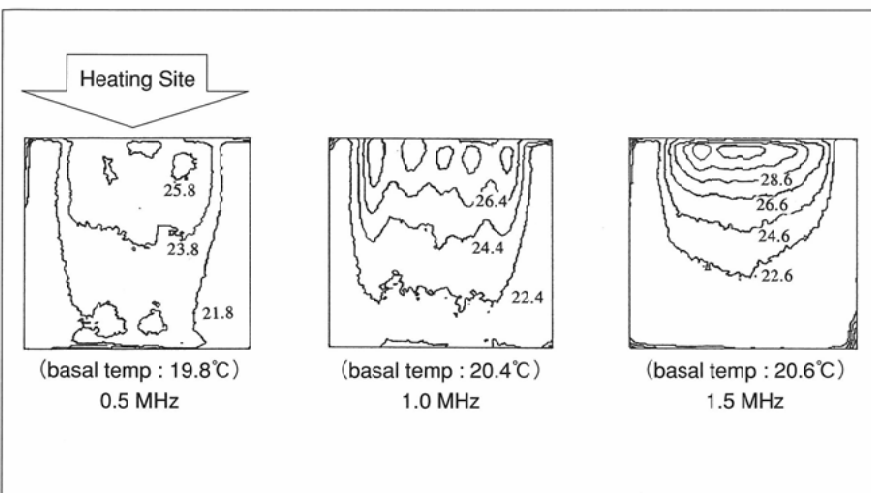 Heating Site
25.8
23.8
21.8
(basal temp : 19.8℃)
0.5 MHz
26.4
24.4
22.4
(basal temp : 20.4℃)
1.0 MHz
28.6
26.6
24.6
22.6
(basal temp : 20.6℃)
1.5 MHz